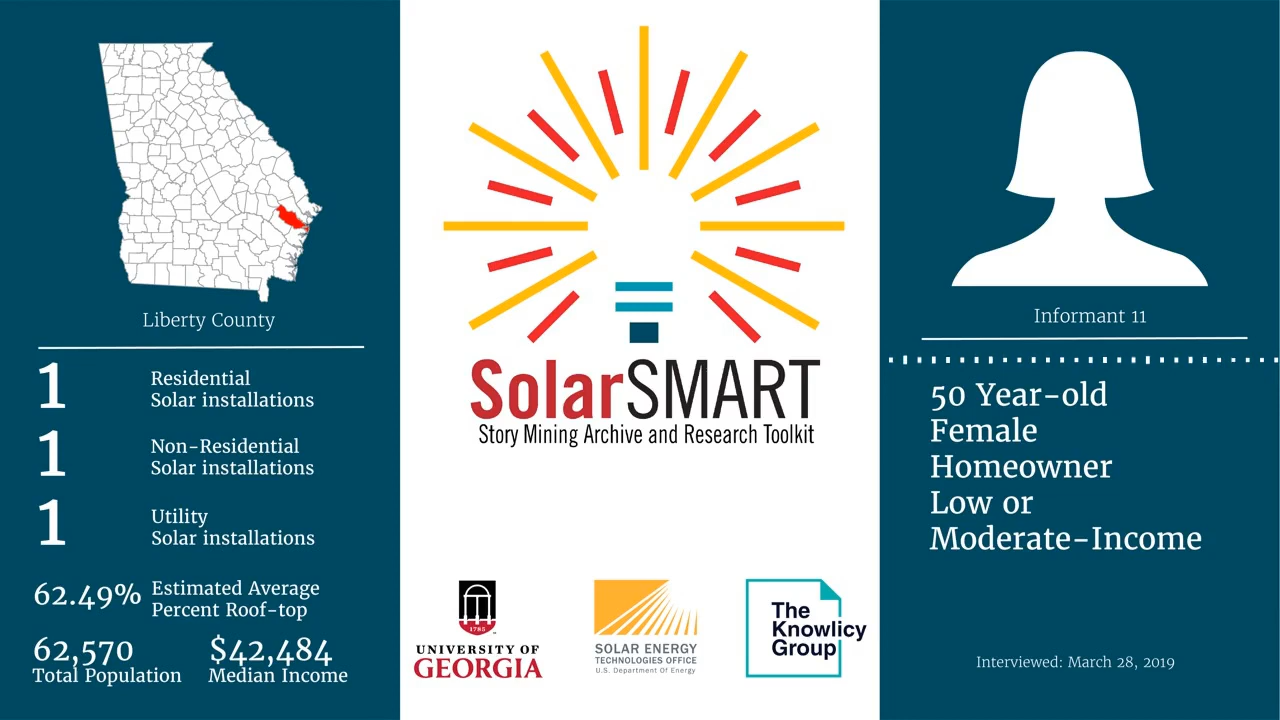 Liberty County
1
Residential
Solar installations
1
Non-Residential
Solar installations
1
Utility
Solar installations
62.49%
Estimated Average
Percent Roof-top
62,570
Total Population
$42,484
Median Income
SolarSMART
Story Mining Archive and Research Toolkit
1785
UNIVERSITY OF
GEORGIA
SOLAR ENERGY
TECHNOLOGIES OFFICE
U.S. Department Of Energy
The
Knowlicy
Group
Informant 11
50 Year-old
Female
Homeowner
Low or
Moderate-Income
Interviewed: March 28, 2019